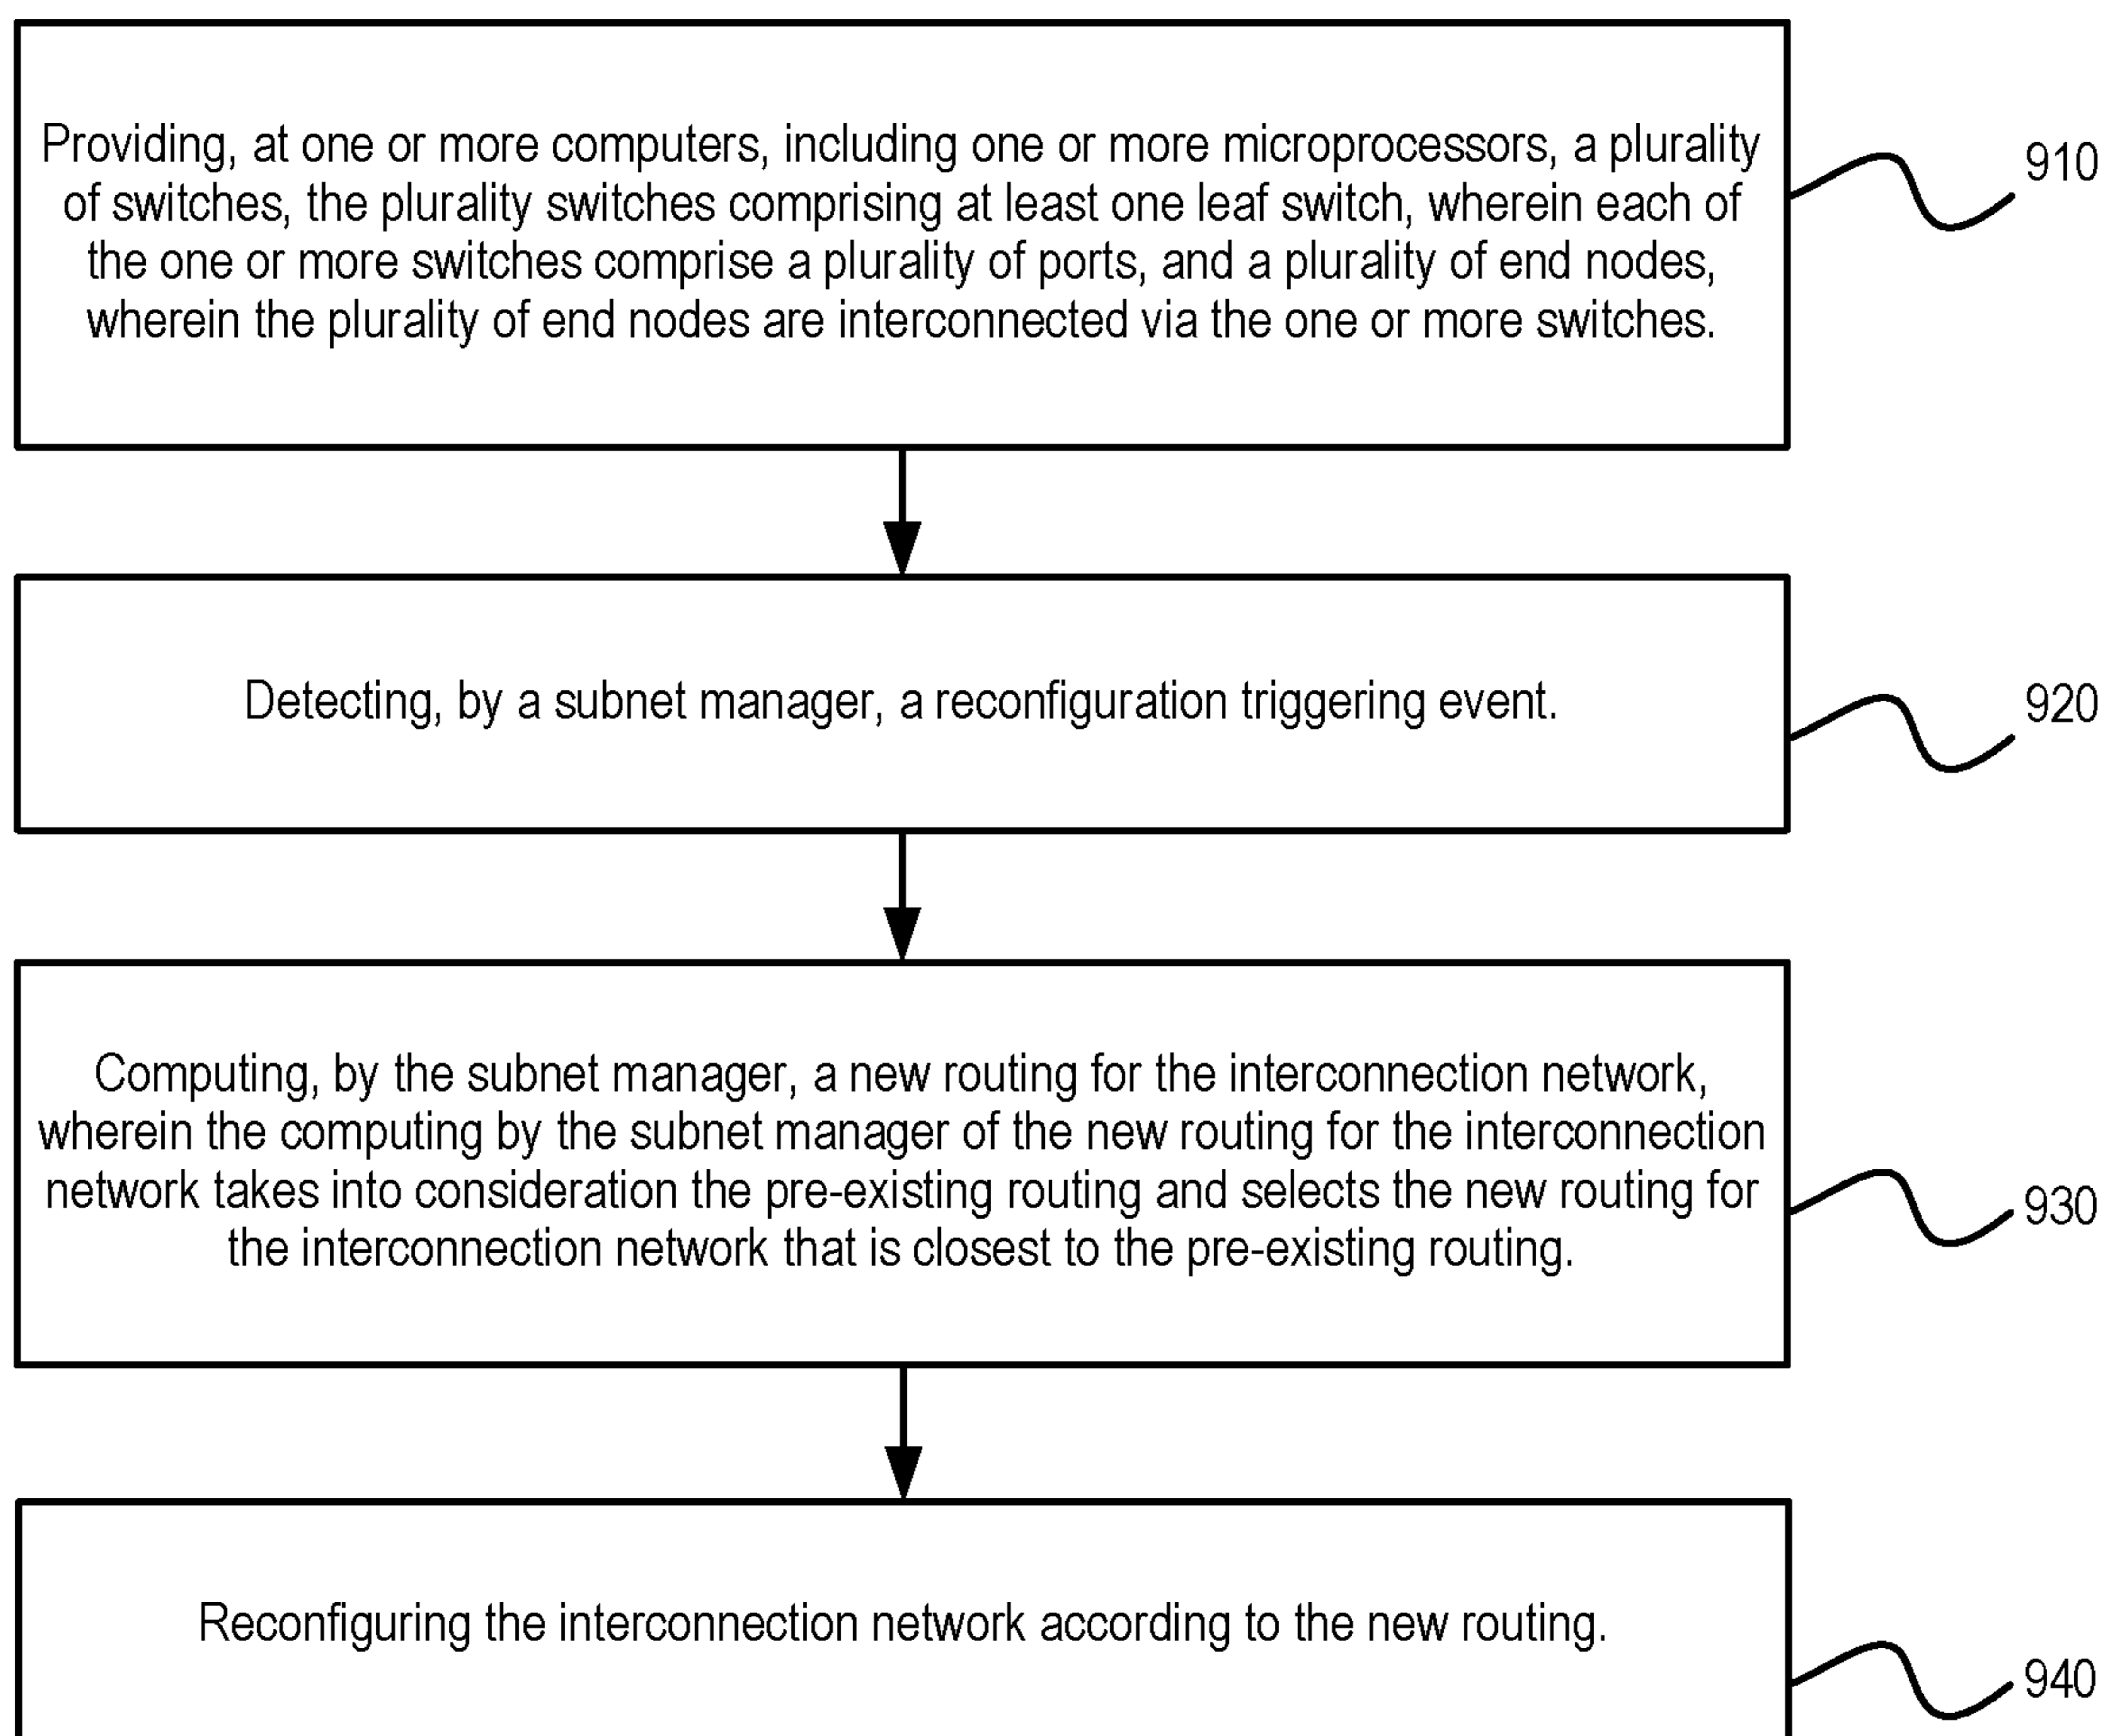 Providing, at one or more computers, including one or more microprocessors, a plurality
of switches, the plurality switches comprising at least one leaf switch, wherein each of
the one or more switches comprise a plurality of ports, and a plurality of end nodes,
wherein the plurality of end nodes are interconnected via the one or more switches.
910
Detecting, by a subnet manager, a reconfiguration triggering event.
920
Computing, by the subnet manager, a new routing for the interconnection network,
wherein the computing by the subnet manager of the new routing for the interconnection
network takes into consideration the pre-existing routing and selects the new routing for
the interconnection network that is closest to the pre-existing routing.
930
Reconfiguring the interconnection network according to the new routing.
940